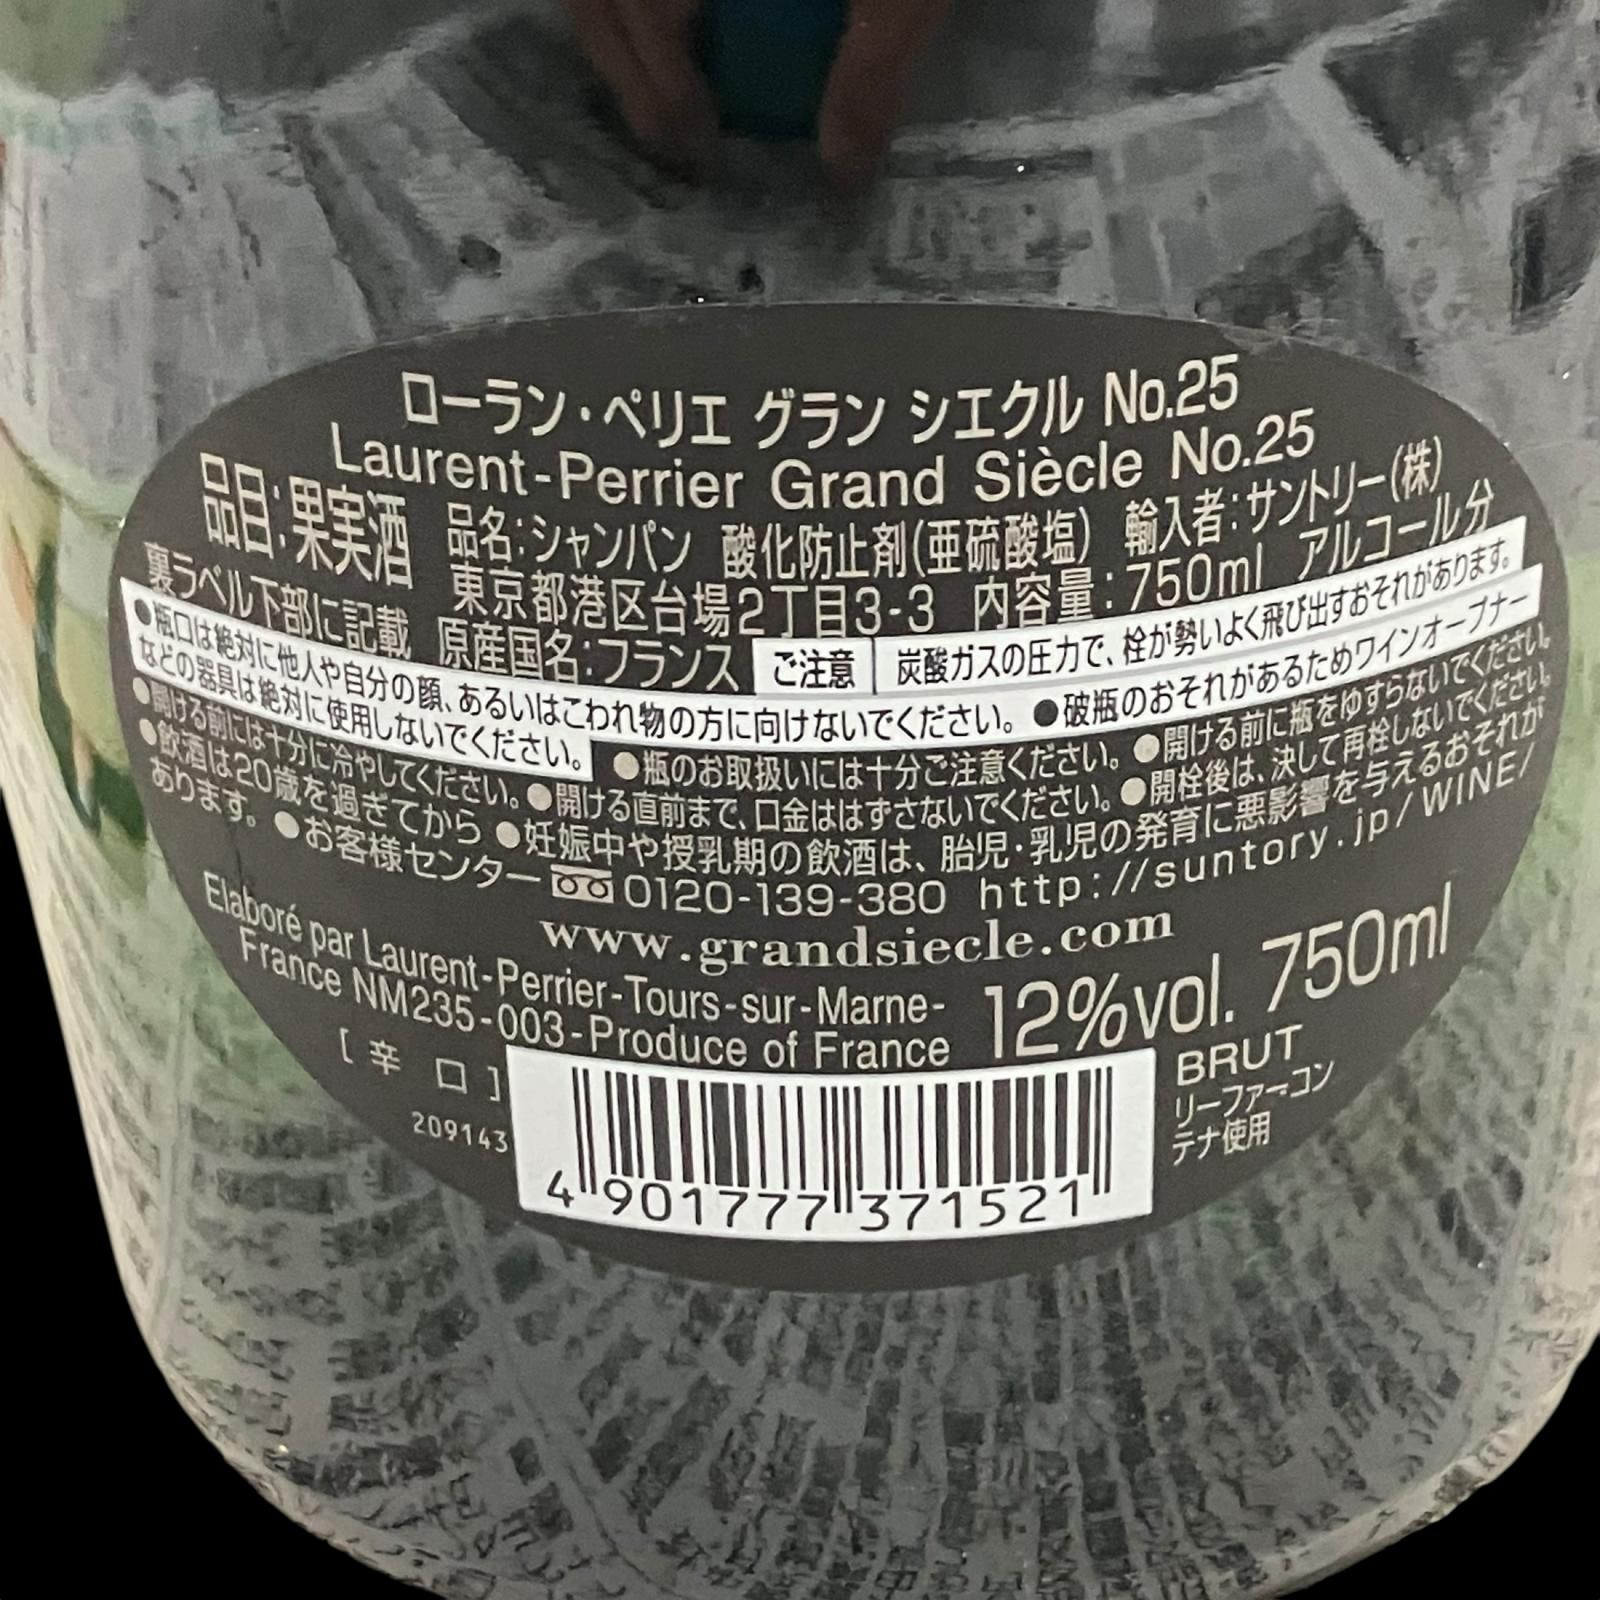 ローラン・ペリエ グラン シエクル No.25
Laurent-Perrier Grand Siècle No.25
品目:果実酒 品名:シャンパン 酸化防止剤(亜硫酸塩) 輸入者:サントリー(株)
東京都港区台場2丁目3-3 内容量:750ml アルコール分
裏ラベル下部に記載 原産国名:フランス ご注意 炭酸ガスの圧力で、栓が勢いよく飛び出すおそれがあります。
●瓶口は絶対に他人や自分の顔、あるいはこわれ物の方に向けないでください。 ●破瓶のおそれがあるためワインオープナー
などの器具は絶対に使用しないでください。 ●瓶のお取扱いには十分ご注意ください。 ●開ける前に瓶をゆすらないでください。
●開ける前には十分に冷やしてください。 ●開ける直前まで、口金ははずさないでください。 ●開栓後は、決して再栓しないでください。
●飲酒は20歳を過ぎてから ●妊娠中や授乳期の飲酒は、胎児・乳児の発育に悪影響を与えるおそれが
あります。 ●お客様センター 0120-139-380 http://suntory.jp/WINE/
www.grandsiecle.com
Elaboré par Laurent-Perrier-Tours-sur-Marne-
France NM235-003-Produce of France 12%vol. 750ml
[辛 口] BRUT
リーファーコン
テナ使用
209143
4 901777 371521